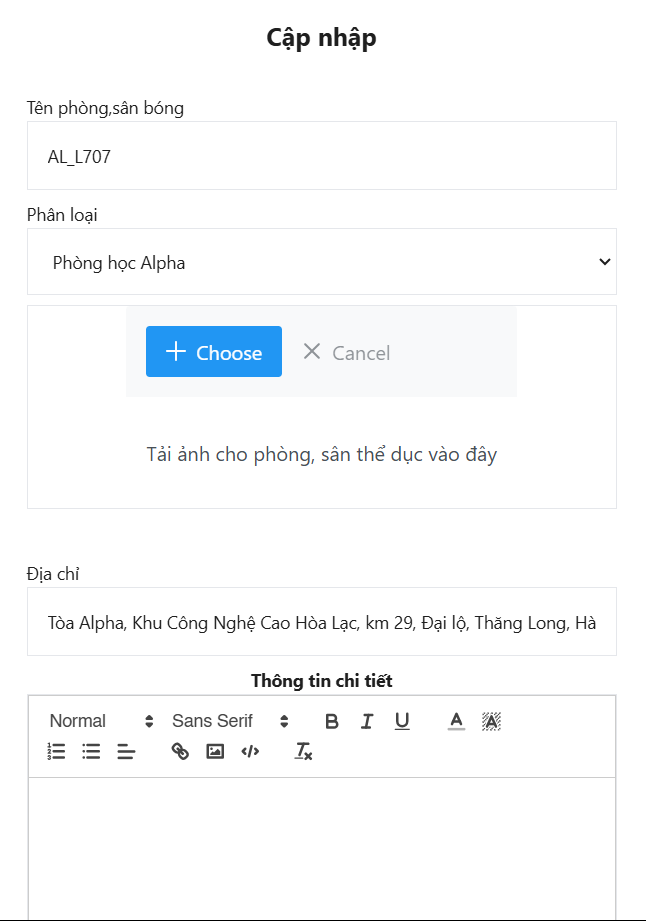 Cập nhập
Tên phòng,sân bóng
AL_L707
Phân loại
Phòng học Alpha
Choose Cancel
Tải ảnh cho phòng, sân thể dục vào đây
Địa chỉ
Tòa Alpha, Khu Công Nghệ Cao Hòa Lạc, km 29, Đại lộ, Thăng Long, Hà
Thông tin chi tiết
Normal Sans Serif B I U A A